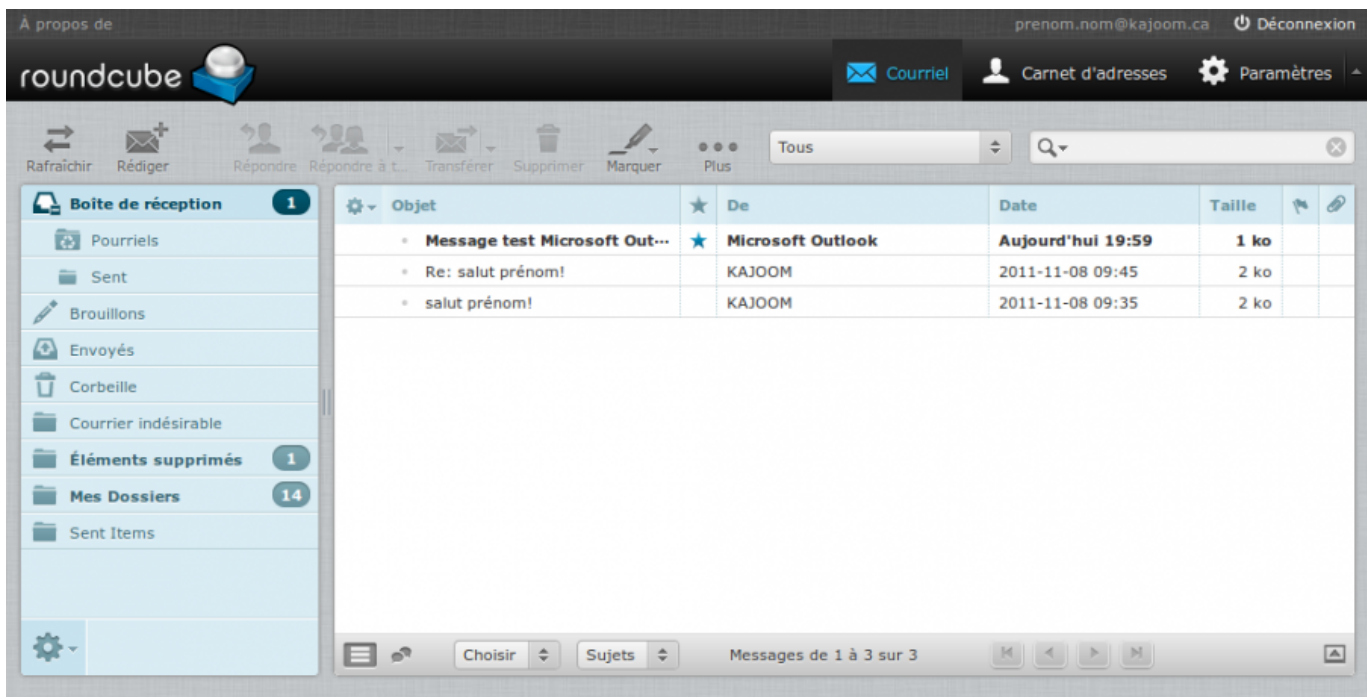 À propos de
prenom.nom@kajoom.ca Déconnexion
roundcube
Courriel Carnet d'adresses Paramètres
Rafraîchir Rédiger Répondre Répondre à t... Transférer Supprimer Marquer Plus Tous
Boîte de réception 1
Pourriels
Sent
Brouillons
Envoyés
Corbeille
Courrier indésirable
Éléments supprimés 1
Mes Dossiers 14
Sent Items
Objet De Date Taille
Message test Microsoft Out... Microsoft Outlook Aujourd'hui 19:59 1 ko
Re: salut prénom! KAJOOM 2011-11-08 09:45 2 ko
salut prénom! KAJOOM 2011-11-08 09:35 2 ko
Choisir Sujets Messages de 1 à 3 sur 3